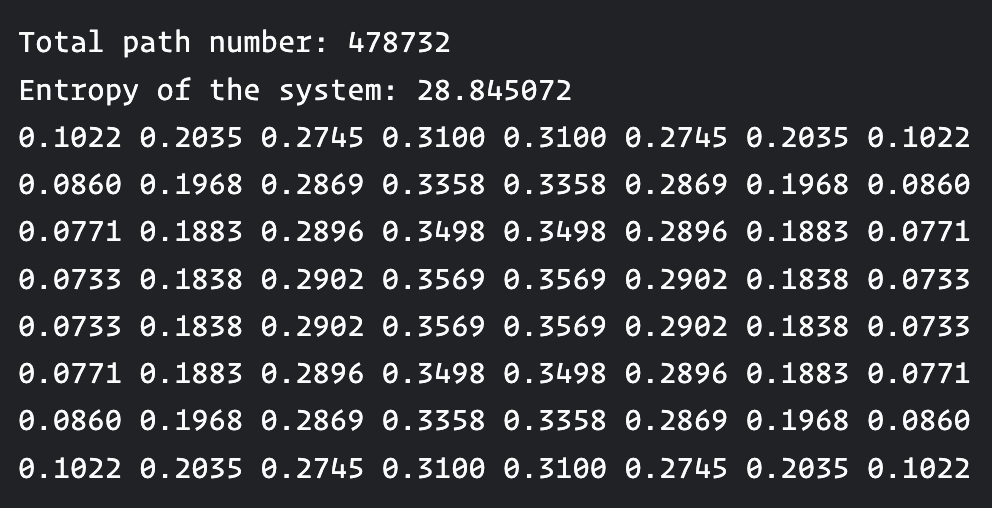 Total path number: 478732
Entropy of the system: 28.845072
0.1022 0.2035 0.2745 0.3100 0.3100 0.2745 0.2035 0.1022
0.0860 0.1968 0.2869 0.3358 0.3358 0.2869 0.1968 0.0860
0.0771 0.1883 0.2896 0.3498 0.3498 0.2896 0.1883 0.0771
0.0733 0.1838 0.2902 0.3569 0.3569 0.2902 0.1838 0.0733
0.0733 0.1838 0.2902 0.3569 0.3569 0.2902 0.1838 0.0733
0.0771 0.1883 0.2896 0.3498 0.3498 0.2896 0.1883 0.0771
0.0860 0.1968 0.2869 0.3358 0.3358 0.2869 0.1968 0.0860
0.1022 0.2035 0.2745 0.3100 0.3100 0.2745 0.2035 0.1022